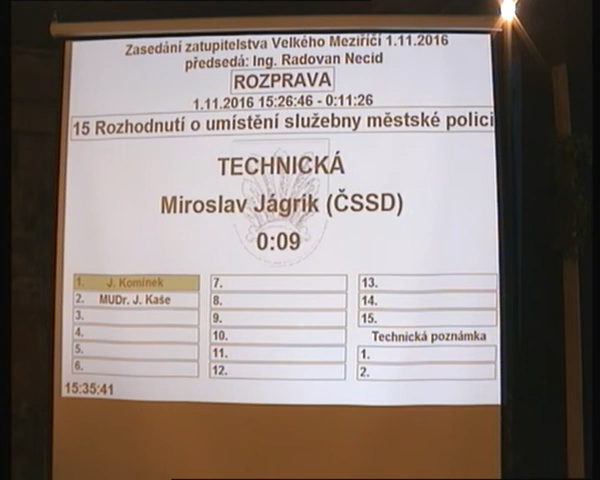 Zasedání zatupitelstva Velkého Meziříčí 1.11.2016
předsedá: Ing. Radovan Necid
ROZPRAVA
1.11.2016 15:26:46 - 0:11:26
15 Rozhodnutí o umístění služebny městské polici
TECHNICKÁ
Miroslav Jágrik (ČSSD)
0:09
1. J. Komínek
2. MUDr. J. Kaše
3.
4.
5.
6.
7.
8.
9.
10.
11.
12.
13.
14.
15.
Technická poznámka
1.
2.
15:35:41